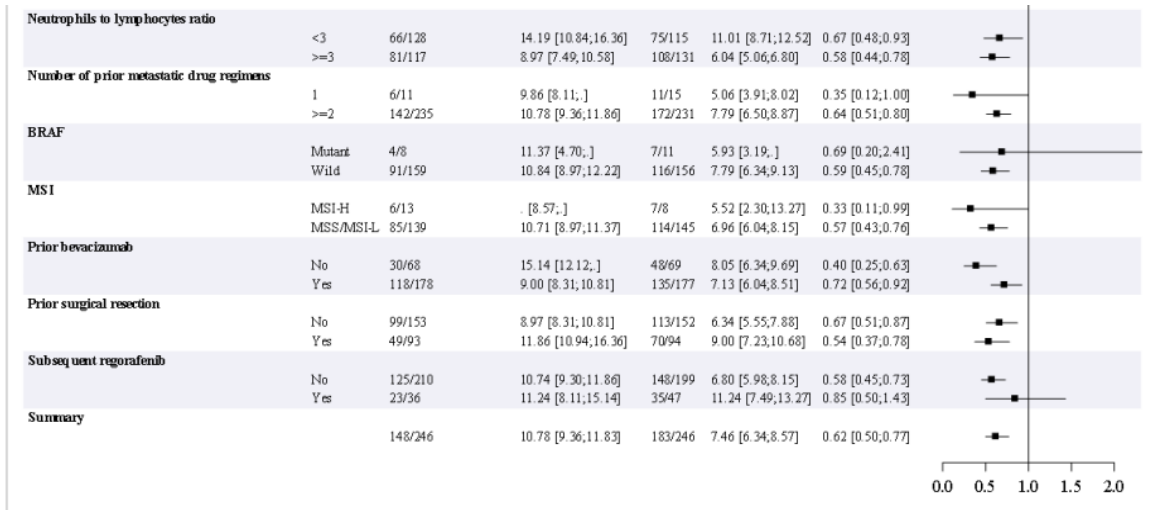 Neutrophils to lymphocytes ratio
<3 66/128 14.19 [10.84;16.36] 75/115 11.01 [8.71;12.52] 0.67 [0.48;0.93]
>=3 81/117 8.97 [7.49;10.58] 108/131 6.04 [5.06;6.80] 0.58 [0.44;0.78]
Number of prior metastatic drug regimens
1 6/11 9.86 [8.11;.] 11/15 5.06 [3.91;8.02] 0.35 [0.12;1.00]
>=2 142/235 10.78 [9.36;11.86] 172/231 7.79 [6.50;8.87] 0.64 [0.51;0.80]
BRAF
Mutant 4/8 11.37 [4.70;.] 7/11 5.93 [3.19;.] 0.69 [0.20;2.41]
Wild 91/159 10.84 [8.97;12.22] 116/156 7.79 [6.34;9.13] 0.59 [0.45;0.78]
MSI
MSI-H 6/13 . [8.57;.] 7/8 5.52 [2.30;13.27] 0.33 [0.11;0.99]
MSS/MSI-L 85/139 10.71 [8.97;11.37] 114/145 6.96 [6.04;8.15] 0.57 [0.43;0.76]
Prior bevacizumab
No 30/68 15.14 [12.12;.] 48/69 8.05 [6.34;9.69] 0.40 [0.25;0.63]
Yes 118/178 9.00 [8.31;10.81] 135/177 7.13 [6.04;8.51] 0.72 [0.56;0.92]
Prior surgical resection
No 99/153 8.97 [8.31;10.81] 113/152 6.34 [5.55;7.88] 0.67 [0.51;0.87]
Yes 49/93 11.86 [10.94;16.36] 70/94 9.00 [7.23;10.68] 0.54 [0.37;0.78]
Subsequent regorafenib
No 125/210 10.74 [9.30;11.86] 148/199 6.80 [5.98;8.15] 0.58 [0.45;0.73]
Yes 23/36 11.24 [8.11;15.14] 35/47 11.24 [7.49;13.27] 0.85 [0.50;1.43]
Summary
148/246 10.78 [9.36;11.83] 183/246 7.46 [6.34;8.57] 0.62 [0.50;0.77]
0.0 0.5 1.0 1.5 2.0